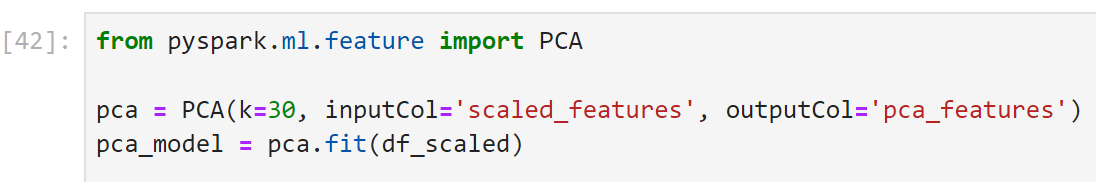 [42]: from pyspark.ml.feature import PCA
pca = PCA(k=30, inputCol='scaled_features', outputCol='pca_features')
pca_model = pca.fit(df_scaled)